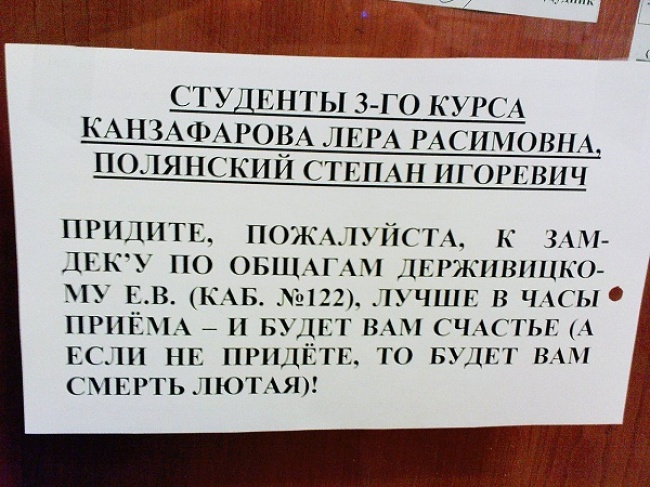 ДУДНИК
СТУДЕНТЫ 3-ГО КУРСА
КАНЗАФАРОВА ЛЕРА РАСИМОВНА,
ПОЛЯНСКИЙ СТЕПАН ИГОРЕВИЧ
ПРИДИТЕ, ПОЖАЛУЙСТА, К ЗАМ-
ДЕК'У ПО ОБЩАГАМ ДЕРЖИВИЦКО-
МУ Е.В. (КАБ. №122), ЛУЧШЕ В ЧАСЫ
ПРИЁМА – И БУДЕТ ВАМ СЧАСТЬЕ (А
ЕСЛИ НЕ ПРИДЁТЕ, ТО БУДЕТ ВАМ
СМЕРТЬ ЛЮТАЯ)!